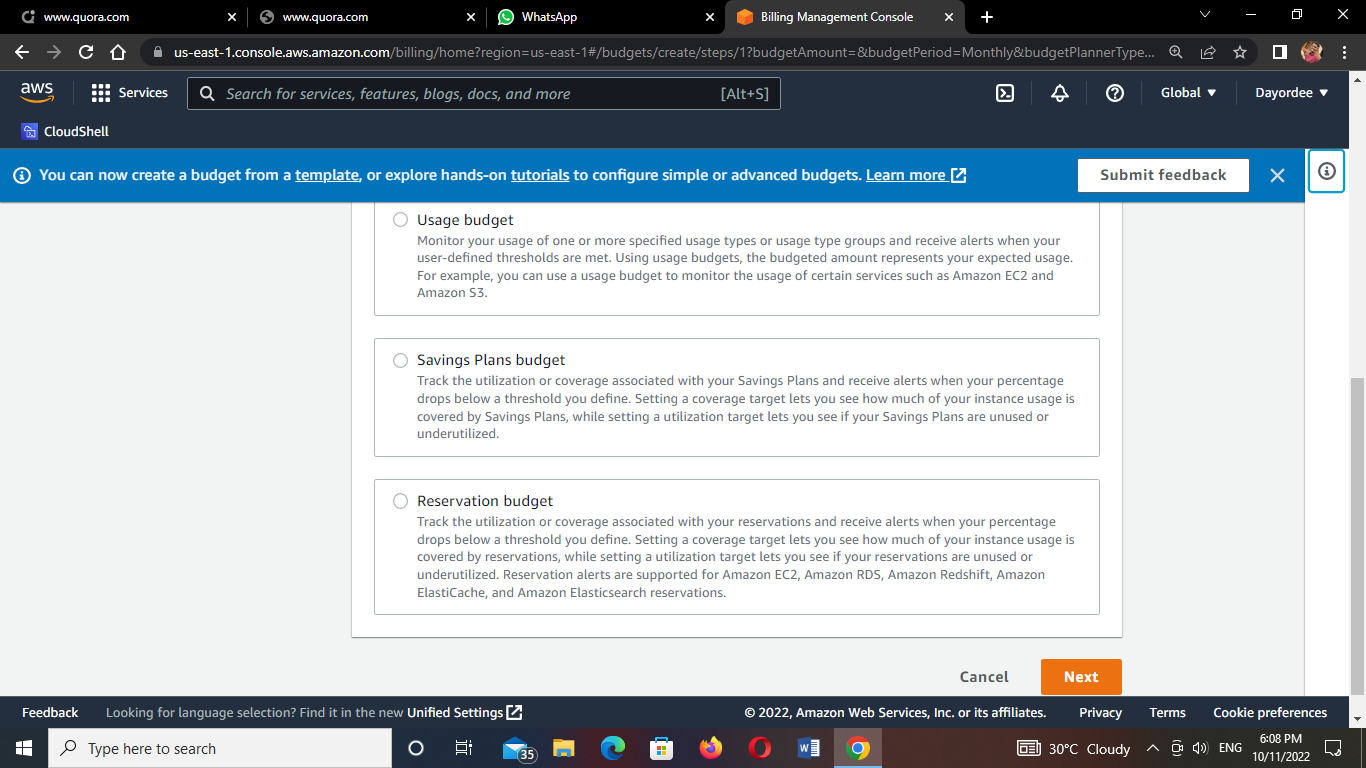 www.quora.com
www.quora.com
WhatsApp
Billing Management Console
us-east-1.console.aws.amazon.com/billing/home?region=us-east-1#/budgets/create/steps/1?budgetAmount=&budgetPeriod=Monthly&budgetPlannerType...
aws
Services
Search for services, features, blogs, docs, and more
[Alt+S]
Global
Dayordee
CloudShell
You can now create a budget from a template, or explore hands-on tutorials to configure simple or advanced budgets. Learn more
Submit feedback
Usage budget
Monitor your usage of one or more specified usage types or usage type groups and receive alerts when your
user-defined thresholds are met. Using usage budgets, the budgeted amount represents your expected usage.
For example, you can use a usage budget to monitor the usage of certain services such as Amazon EC2 and
Amazon S3.
Savings Plans budget
Track the utilization or coverage associated with your Savings Plans and receive alerts when your percentage
drops below a threshold you define. Setting a coverage target lets you see how much of your instance usage is
covered by Savings Plans, while setting a utilization target lets you see if your Savings Plans are unused or
underutilized.
Reservation budget
Track the utilization or coverage associated with your reservations and receive alerts when your percentage
drops below a threshold you define. Setting a coverage target lets you see how much of your instance usage is
covered by reservations, while setting a utilization target lets you see if your reservations are unused or
underutilized. Reservation alerts are supported for Amazon EC2, Amazon RDS, Amazon Redshift, Amazon
ElastiCache, and Amazon Elasticsearch reservations.
Cancel
Next
Feedback
Looking for language selection? Find it in the new Unified Settings
© 2022, Amazon Web Services, Inc. or its affiliates.
Privacy
Terms
Cookie preferences
Type here to search
35
30°C Cloudy
ENG
6:08 PM
10/11/2022